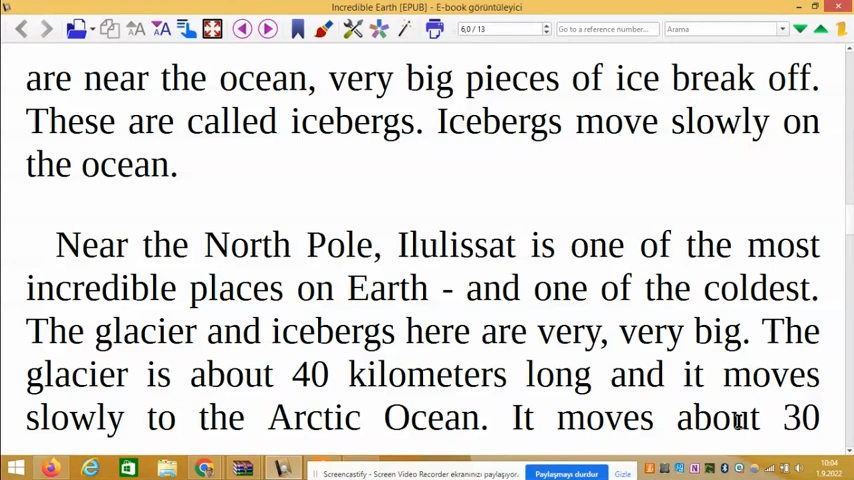 Incredible Earth [EPUB] - E-book görüntüleyici
6,0 / 13
Go to a reference number...
Arama
are near the ocean, very big pieces of ice break off.
These are called icebergs. Icebergs move slowly on
the ocean.
Near the North Pole, Ilulissat is one of the most
incredible places on Earth - and one of the coldest.
The glacier and icebergs here are very, very big. The
glacier is about 40 kilometers long and it moves
slowly to the Arctic Ocean. It moves about 30
Screencastify - Screen Video Recorder ekranınızı paylaşıyor.
Paylaşmayı durdur
Gizle
10:04
1.9.2022